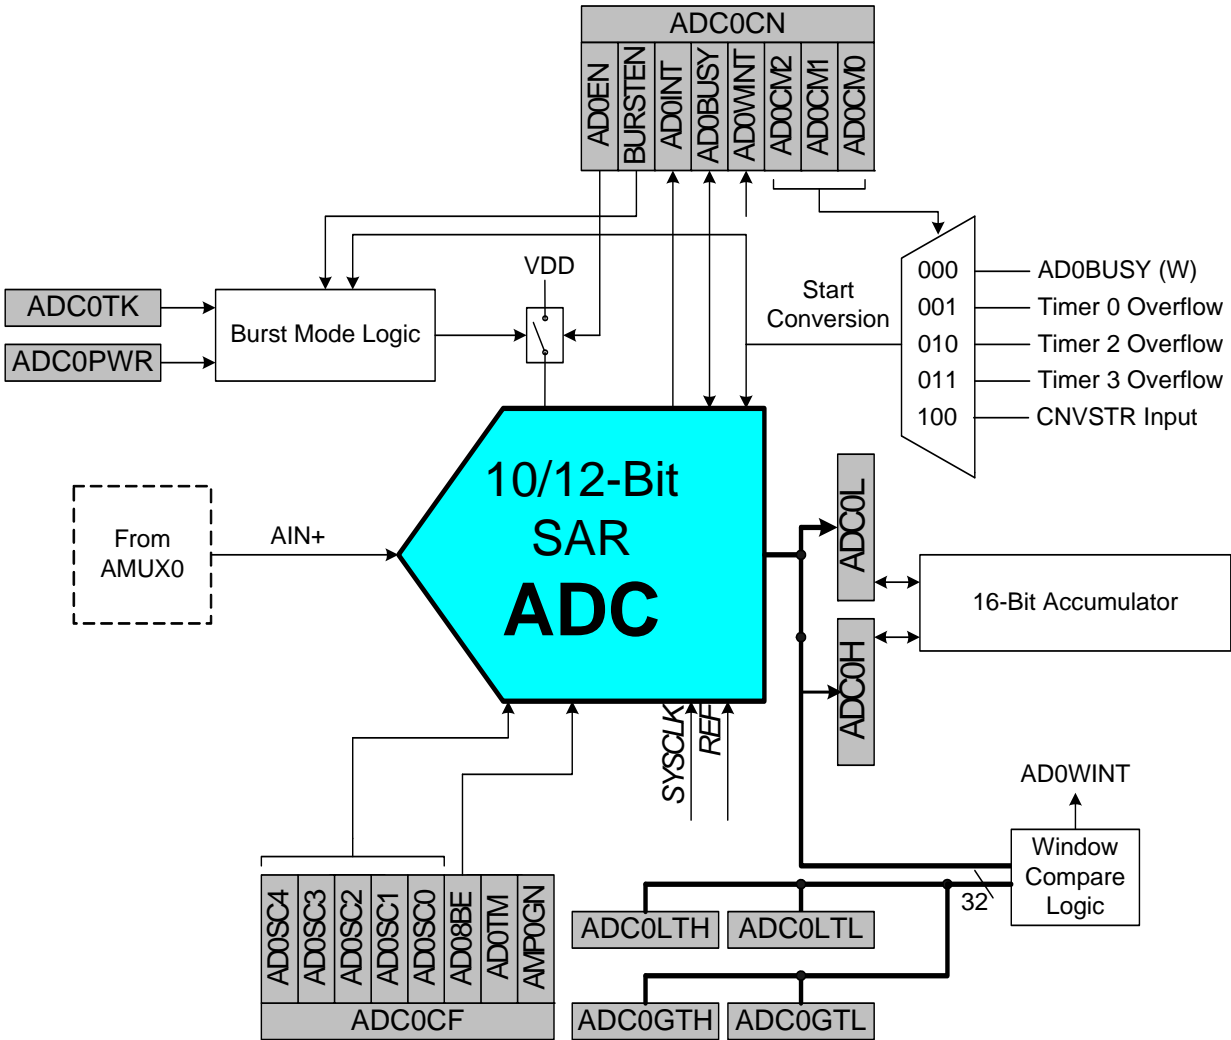 ADC0CN
AD0EN
BURSTEN
AD0INT
AD0BUSY
AD0WINT
AD0CM2
AD0CM1
AD0CM0
VDD
ADC0TK
ADC0PWR
Burst Mode Logic
Start
Conversion
000
001
010
011
100
AD0BUSY (W)
Timer 0 Overflow
Timer 2 Overflow
Timer 3 Overflow
CNVSTR Input
From
AMUX0
AIN+
10/12-Bit
SAR
ADC
ADC0L
ADC0H
16-Bit Accumulator
SYSCLK
REF
AD0WINT
Window
Compare
Logic
32
AD0SC4
AD0SC3
AD0SC2
AD0SC1
AD0SC0
AD08BE
AD0TM
AMP0GN
ADC0CF
ADC0LTH
ADC0LTL
ADC0GTH
ADC0GTL